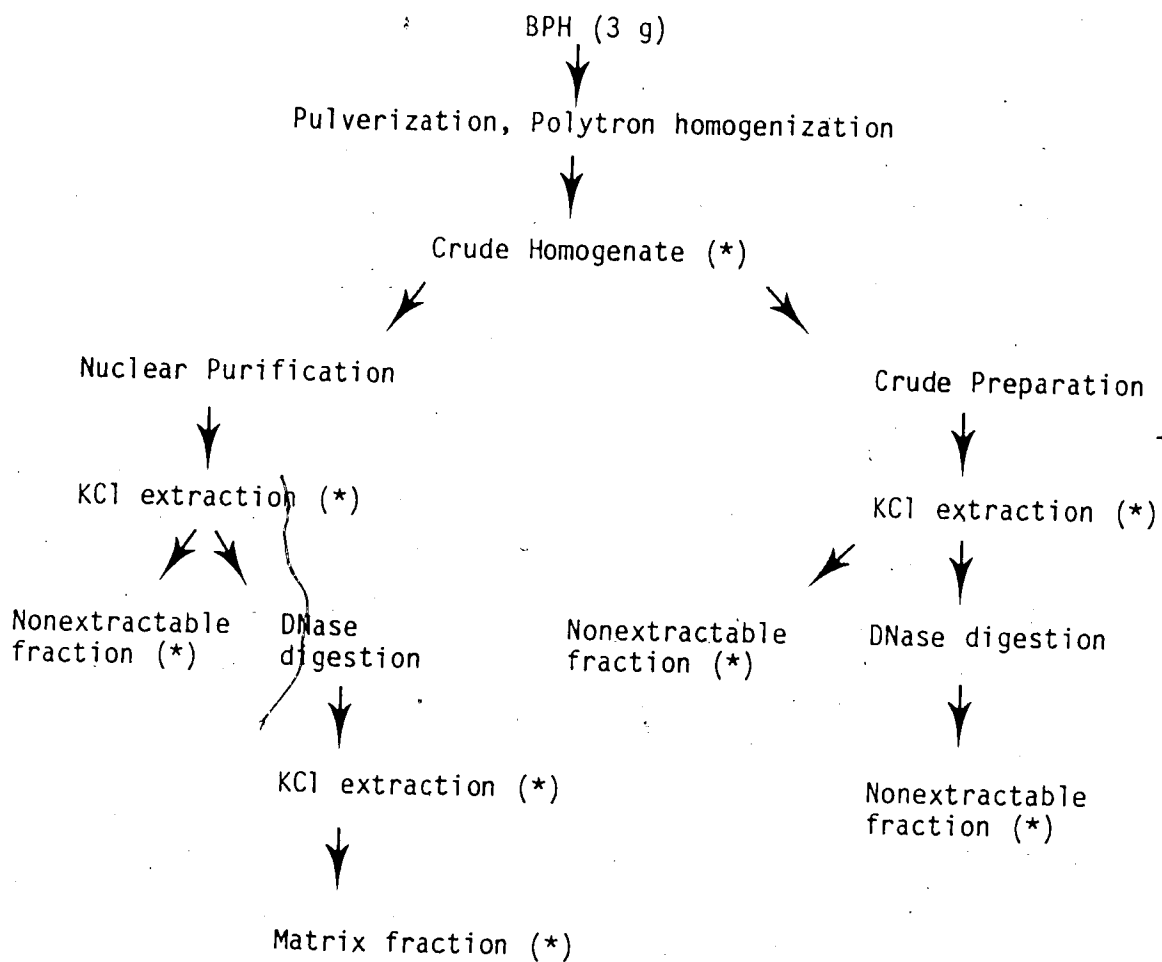 BPH (3 g)
Pulverization, Polytron homogenization
Crude Homogenate (*)
Nuclear Purification
Crude Preparation
KCl extraction (*)
KCl extraction (*)
Nonextractable
fraction (*)
DNase
digestion
Nonextractable
fraction (*)
DNase digestion
KCl extraction (*)
Nonextractable
fraction (*)
Matrix fraction (*)